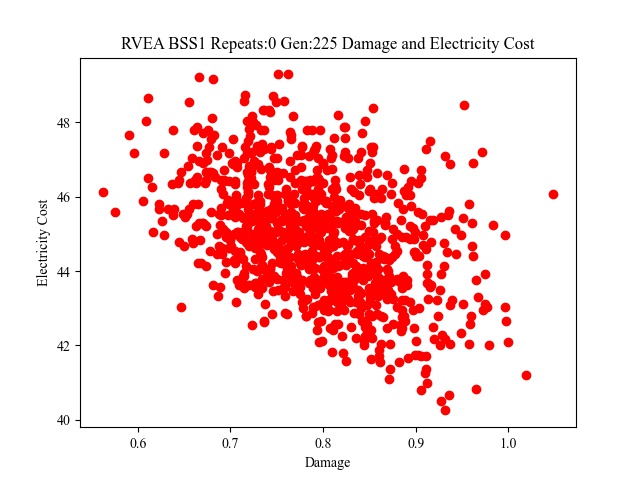 RVEA BSS1 Repeats:0 Gen:225 Damage and Electricity Cost
48
46
44
42
40
Electricity Cost
0.6 0.7 0.8 0.9 1.0
Damage